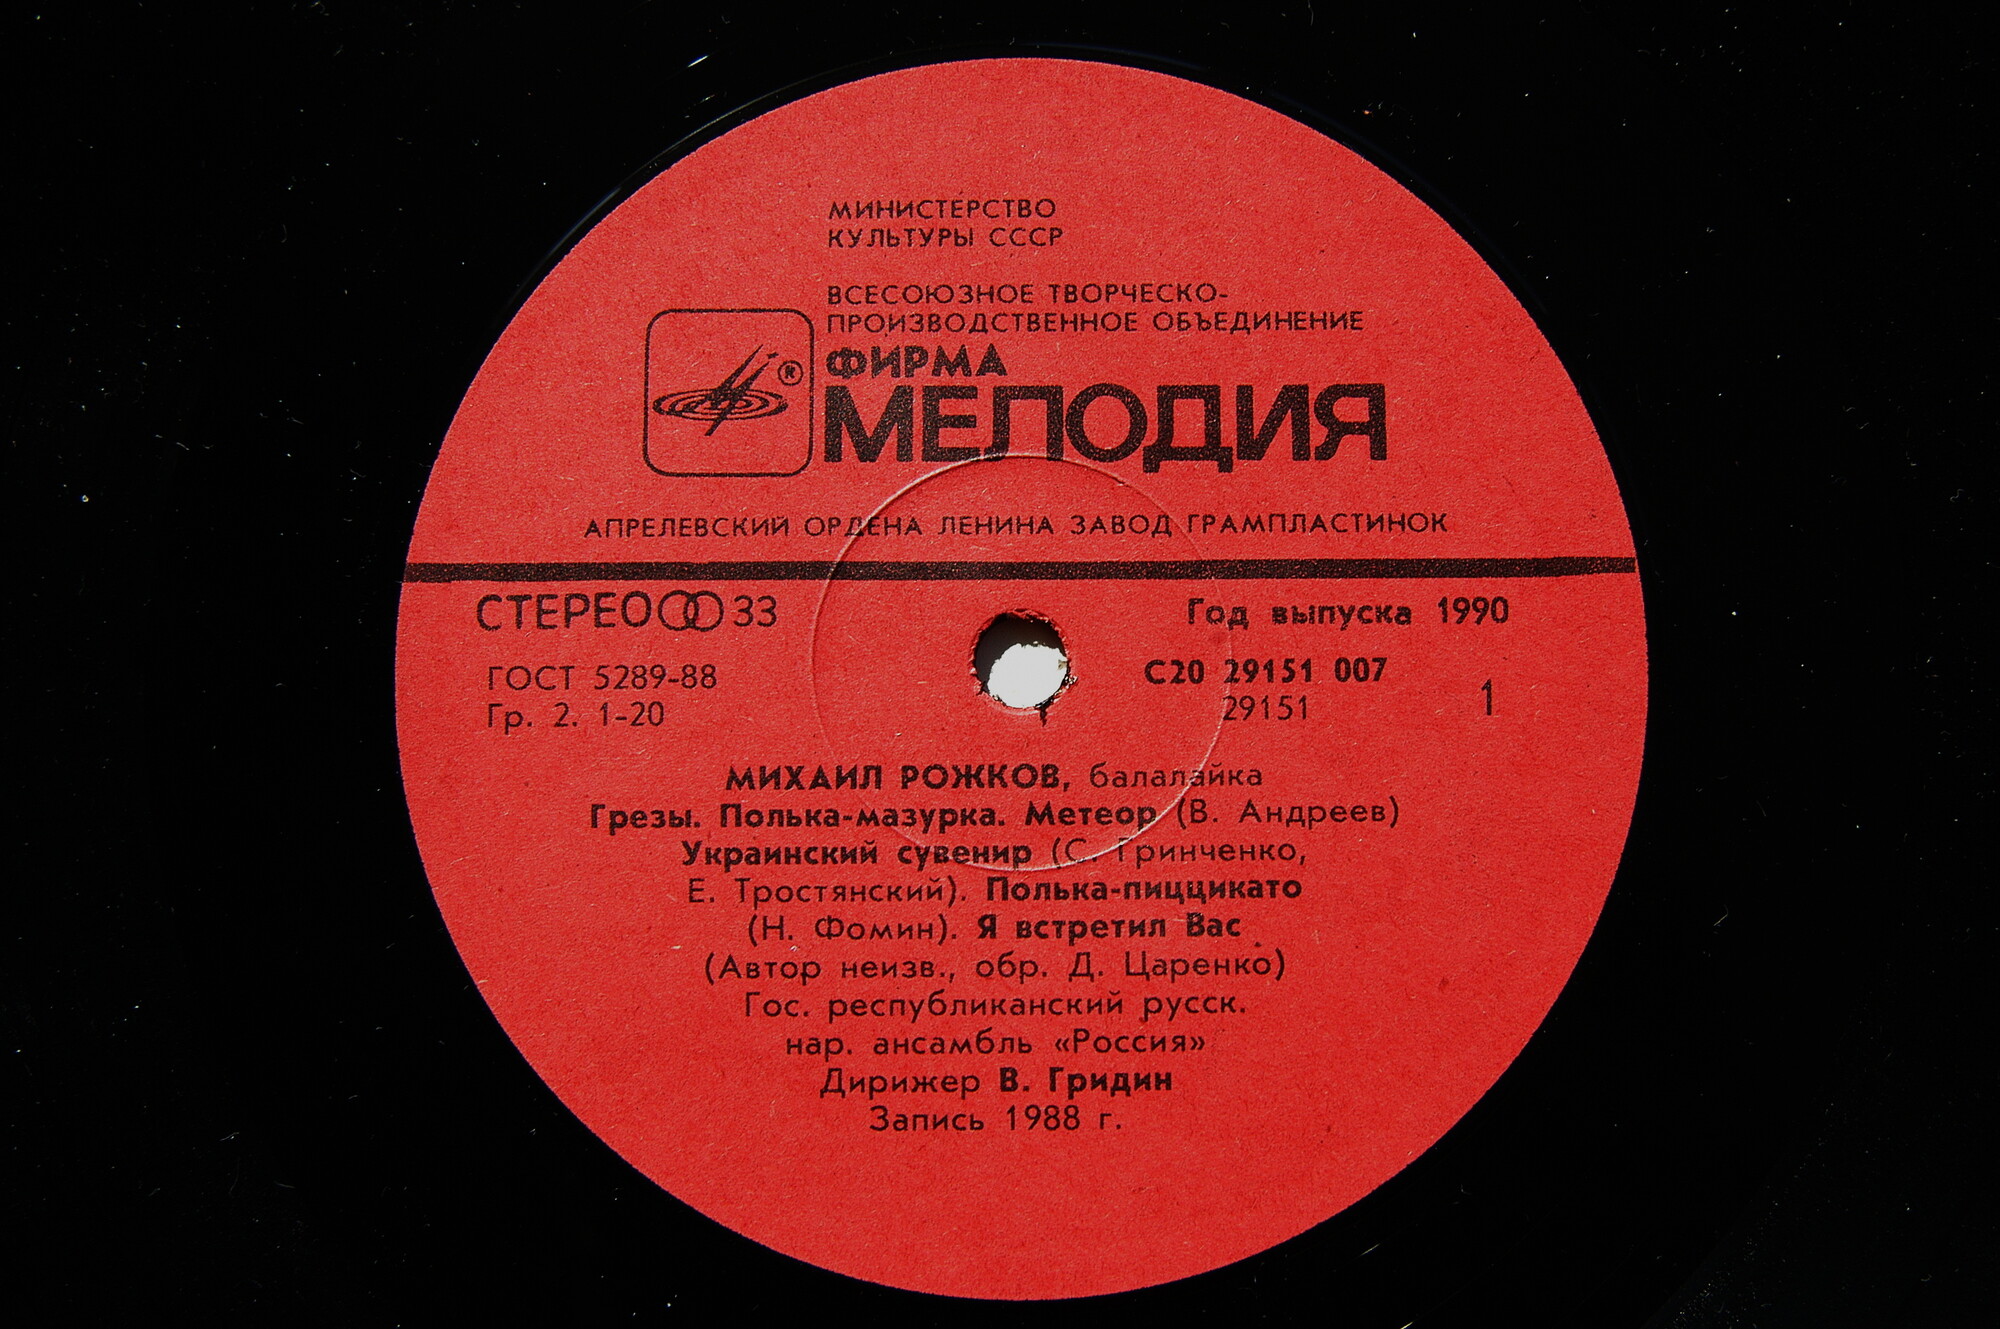 МИНИСТЕРСТВО
КУЛЬТУРЫ СССР
ВСЕСОЮЗНОЕ ТВОРЧЕСКО-
ПРОИЗВОДСТВЕННОЕ ОБЪЕДИНЕНИЕ
ФИРМА
®
МЕЛОДИЯ
АПРЕЛЕВСКИЙ ОРДЕНА ЛЕНИНА ЗАВОД ГРАМПЛАСТИНОК
СТЕРЕО 33
Год выпуска 1990
ГОСТ 5289-88
С20 29151 007
Гр. 2. 1-20
29151
1
МИХАИЛ РОЖКОВ, балалайка
Грезы. Полька-мазурка. Метеор (В. Андреев)
Украинский сувенир (С. Гринченко,
Е. Тростянский). Полька-пиццикато
(Н. Фомин). Я встретил Вас
(Автор неизв., обр. Д. Царенко)
Гос. республиканский русск.
нар. ансамбль «Россия»
Дирижер В. Гридин
Запись 1988 г.